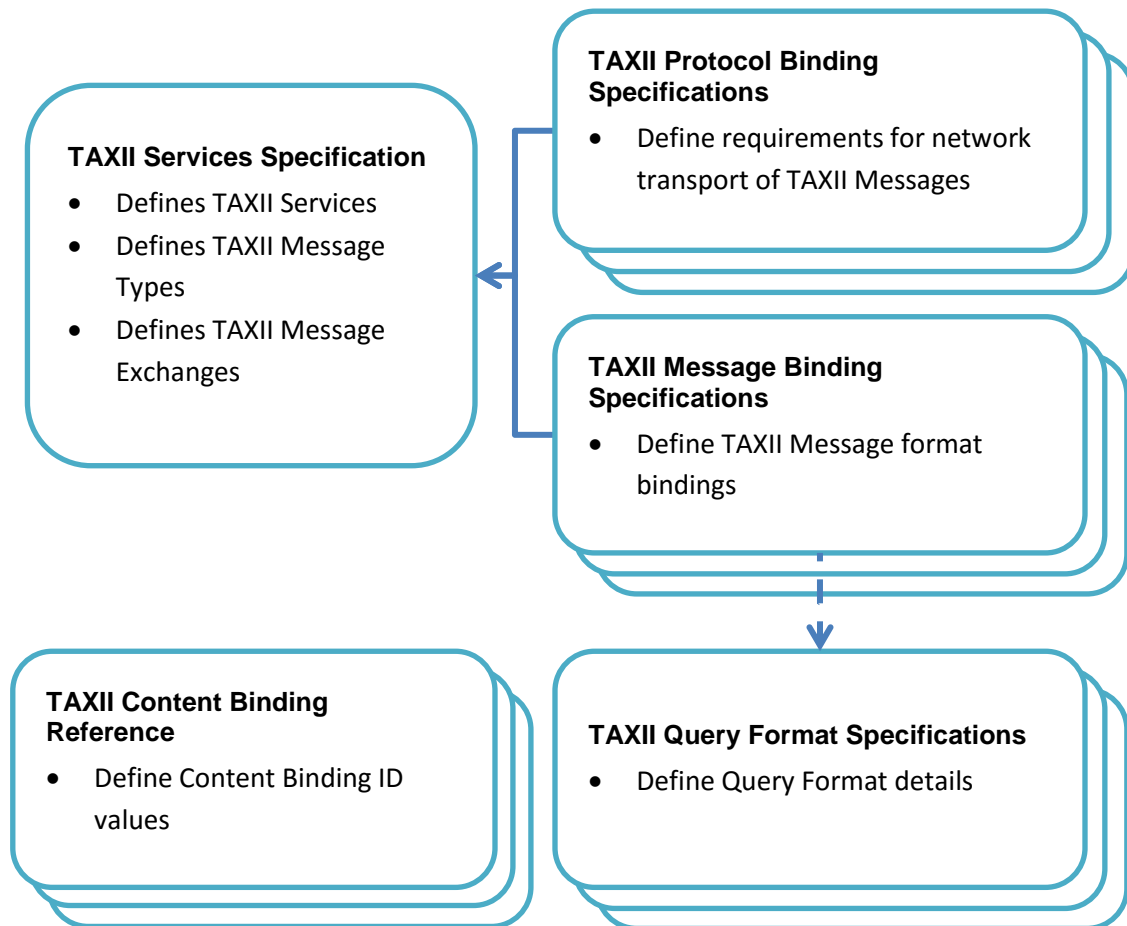 TAXII Services Specification
• Defines TAXII Services
• Defines TAXII Message
Types
• Defines TAXII Message
Exchanges
TAXII Protocol Binding
Specifications
• Define requirements for network
transport of TAXII Messages
TAXII Message Binding
Specifications
• Define TAXII Message format
bindings
TAXII Content Binding
Reference
• Define Content Binding ID
values
TAXII Query Format Specifications
• Define Query Format details